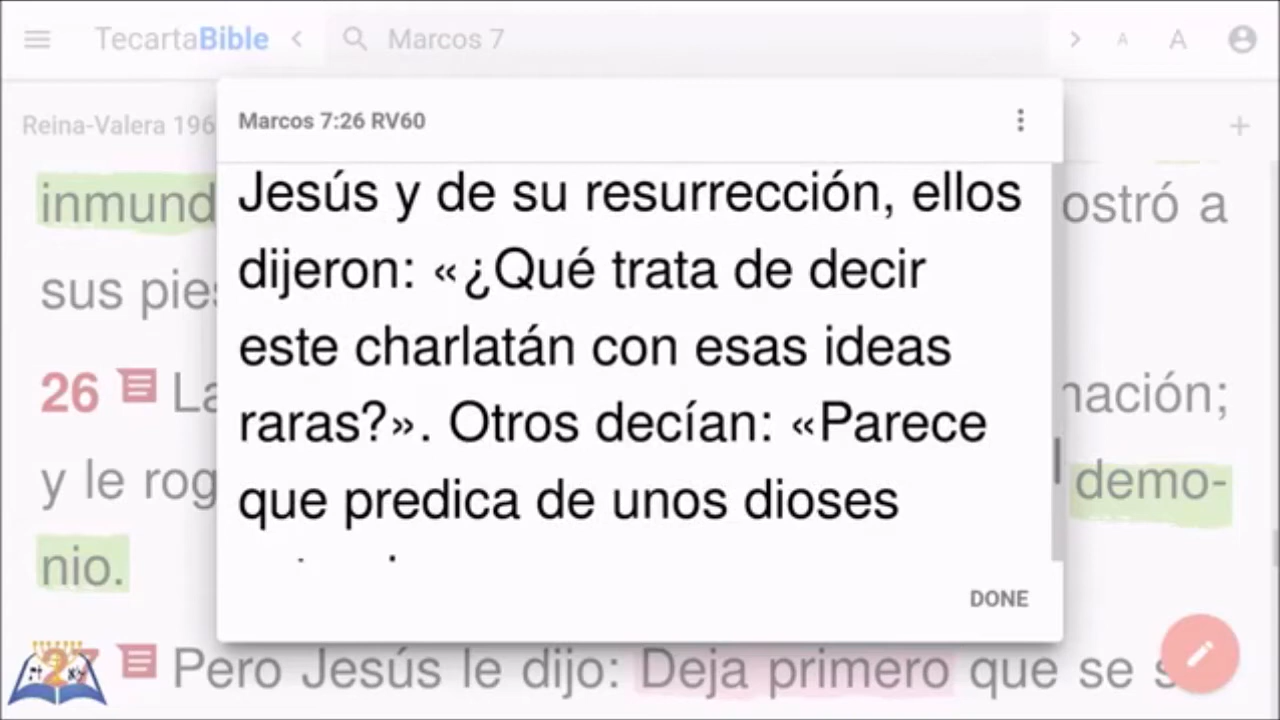 TecartaBible
Marcos 7
A A
Reina-Valera 196
Marcos 7:26 RV60
Jesús y de su resurrección, ellos
dijeron: «¿Qué trata de decir
este charlatán con esas ideas
raras?». Otros decían: «Parece
que predica de unos dioses
DONE
inmund ostró a
sus pies
26 La nación;
y le rog demo-
nio.
Pero Jesús le dijo: Deja primero que se s